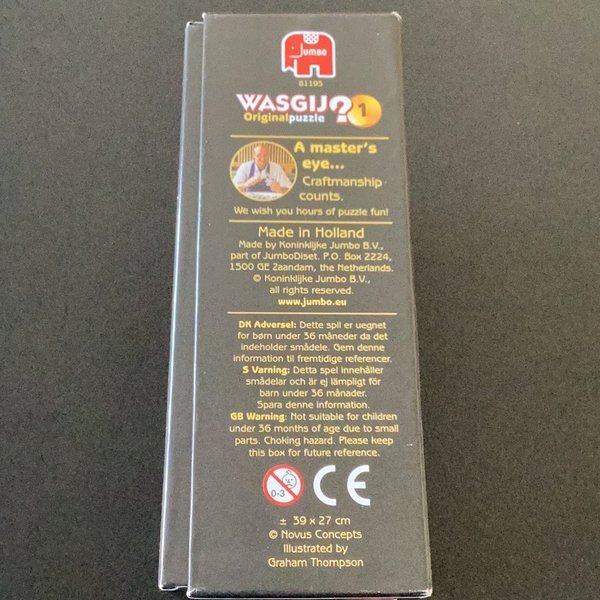 Jumbo
81195
WASGIJ? 1
Originalpuzzle
A master's
eye...
Craftmanship
counts.
We wish you hours of puzzle fun!
Made in Holland
Made by Koninklijke Jumbo B.V.,
part of JumboDiset. P.O. Box 2224,
1500 GE Zaandam, the Netherlands.
© Koninklijke Jumbo B.V.,
all rights reserved.
www.jumbo.eu
DK Adversel: Dette spil er uegnet
for børn under 36 måneder da det
indeholder smådele. Gem denne
information til fremtidige referencer.
S Varning: Detta spel innehåller
smådelar och är ej lämpligt för
barn under 36 månader.
Spara denne information.
GB Warning: Not suitable for children
under 36 months of age due to small
parts. Choking hazard. Please keep
this box for future reference.
0-3
CE
± 39 x 27 cm
© Novus Concepts
Illustrated by
Graham Thompson